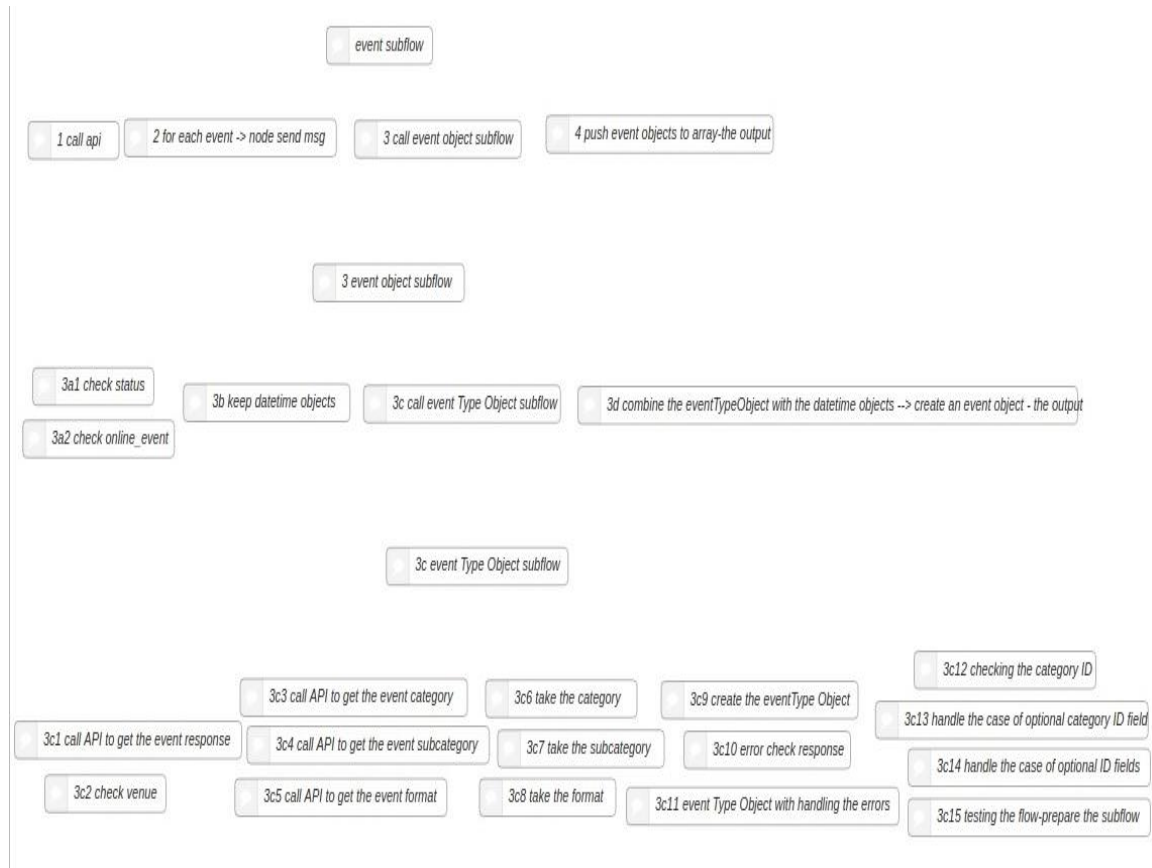 event subflow
1 call api
2 for each event -> node send msg
3 call event object subflow
4 push event objects to array-the output
3 event object subflow
3a1 check status
3a2 check online_event
3b keep datetime objects
3c call event Type Object subflow
3d combine the eventTypeObject with the datetime objects --> create an event object - the output
3c event Type Object subflow
3c1 call API to get the event response
3c2 check venue
3c3 call API to get the event category
3c4 call API to get the event subcategory
3c5 call API to get the event format
3c6 take the category
3c7 take the subcategory
3c8 take the format
3c9 create the eventType Object
3c10 error check response
3c11 event Type Object with handling the errors
3c12 checking the category ID
3c13 handle the case of optional category ID field
3c14 handle the case of optional ID fields
3c15 testing the flow-prepare the subflow